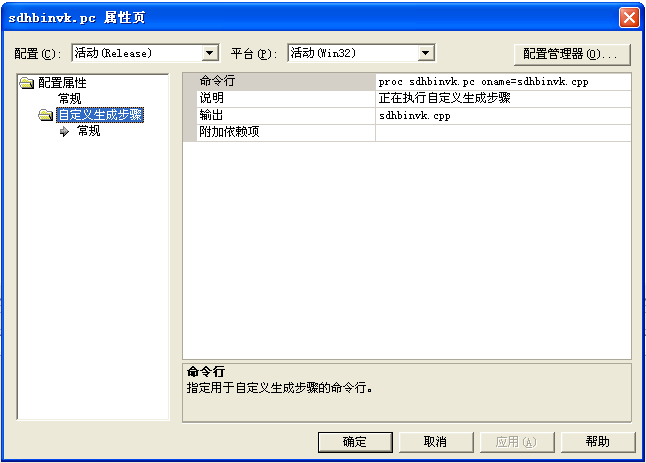 sdhbinvk.pc 属性页
配置(C): 活动(Release) 平台(P): 活动(Win32) 配置管理器(O)...
配置属性
常规
自定义生成步骤
常规
命令行 proc sdhbinvk.pc oname=sdhbinvk.cpp
说明 正在执行自定义生成步骤
输出 sdhbinvk.cpp
附加依赖项
命令行
指定用于自定义生成步骤的命令行。
确定 取消 应用(A) 帮助